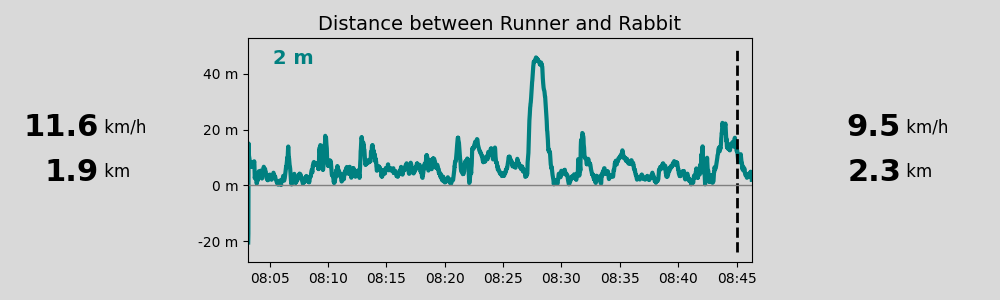 Distance between Runner and Rabbit
2 m
40 m
20 m
0 m
-20 m
11.6 km/h
1.9 km
9.5 km/h
2.3 km
08:05 08:10 08:15 08:20 08:25 08:30 08:35 08:40 08:45